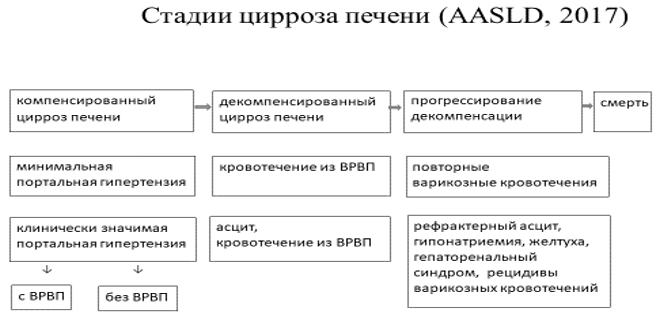 Стадии цирроза печени (AASLD, 2017)
компенсированный
цирроз печени
декомпенсированный
цирроз печени
прогрессирование
декомпенсации
смерть
минимальная
портальная гипертензия
кровотечение из ВРВП
повторные
варикозные кровотечения
клинически значимая
портальная гипертензия
асцит,
кровотечение из ВРВП
рефрактерный асцит,
гипонатриемия, желтуха,
гепаторенальный
синдром, рецидивы
варикозных кровотечений
с ВРВП
без ВРВП